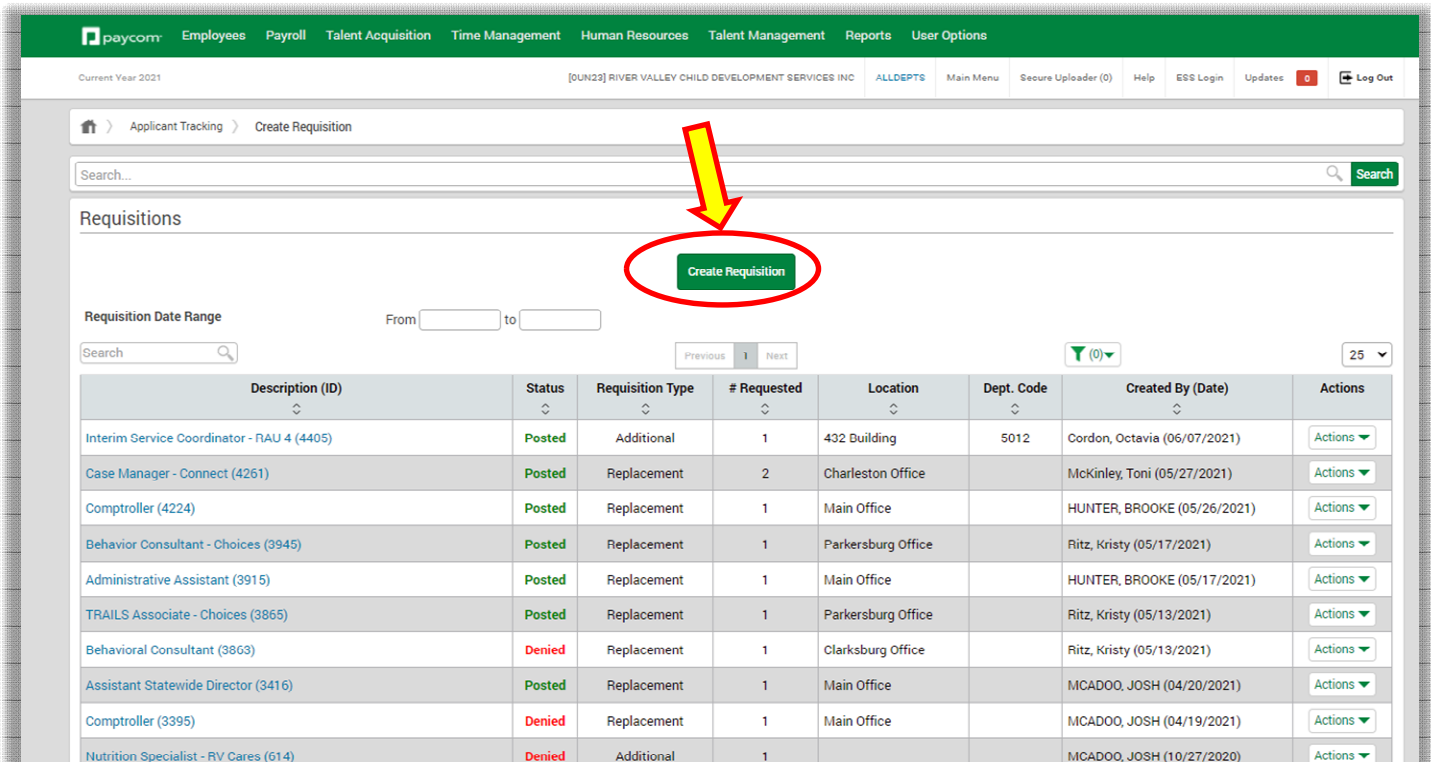 paycom Employees Payroll Talent Acquisition Time Management Human Resources Talent Management Reports User Options
Current Year 2021 [0UN23] RIVER VALLEY CHILD DEVELOPMENT SERVICES INC ALLDEPTS Main Menu Secure Uploader (0) Help ESS Login Updates 0 Log Out
Applicant Tracking Create Requisition
Search... Search
Requisitions
Create Requisition
Requisition Date Range From to
Search Previous 1 Next (0) 25
Description (ID) Status Requisition Type # Requested Location Dept. Code Created By (Date) Actions
Interim Service Coordinator - RAU 4 (4405) Posted Additional 1 432 Building 5012 Cordon, Octavia (06/07/2021) Actions
Case Manager - Connect (4261) Posted Replacement 2 Charleston Office McKinley, Toni (05/27/2021) Actions
Comptroller (4224) Posted Replacement 1 Main Office HUNTER, BROOKE (05/26/2021) Actions
Behavior Consultant - Choices (3945) Posted Replacement 1 Parkersburg Office Ritz, Kristy (05/17/2021) Actions
Administrative Assistant (3915) Posted Replacement 1 Main Office HUNTER, BROOKE (05/17/2021) Actions
TRAILS Associate - Choices (3865) Posted Replacement 1 Parkersburg Office Ritz, Kristy (05/13/2021) Actions
Behavioral Consultant (3863) Denied Replacement 1 Clarksburg Office Ritz, Kristy (05/13/2021) Actions
Assistant Statewide Director (3416) Posted Replacement 1 Main Office MCADOO, JOSH (04/20/2021) Actions
Comptroller (3395) Denied Replacement 1 Main Office MCADOO, JOSH (04/19/2021) Actions
Nutrition Specialist - RV Cares (614) Denied Additional 1 MCADOO, JOSH (10/27/2020) Actions